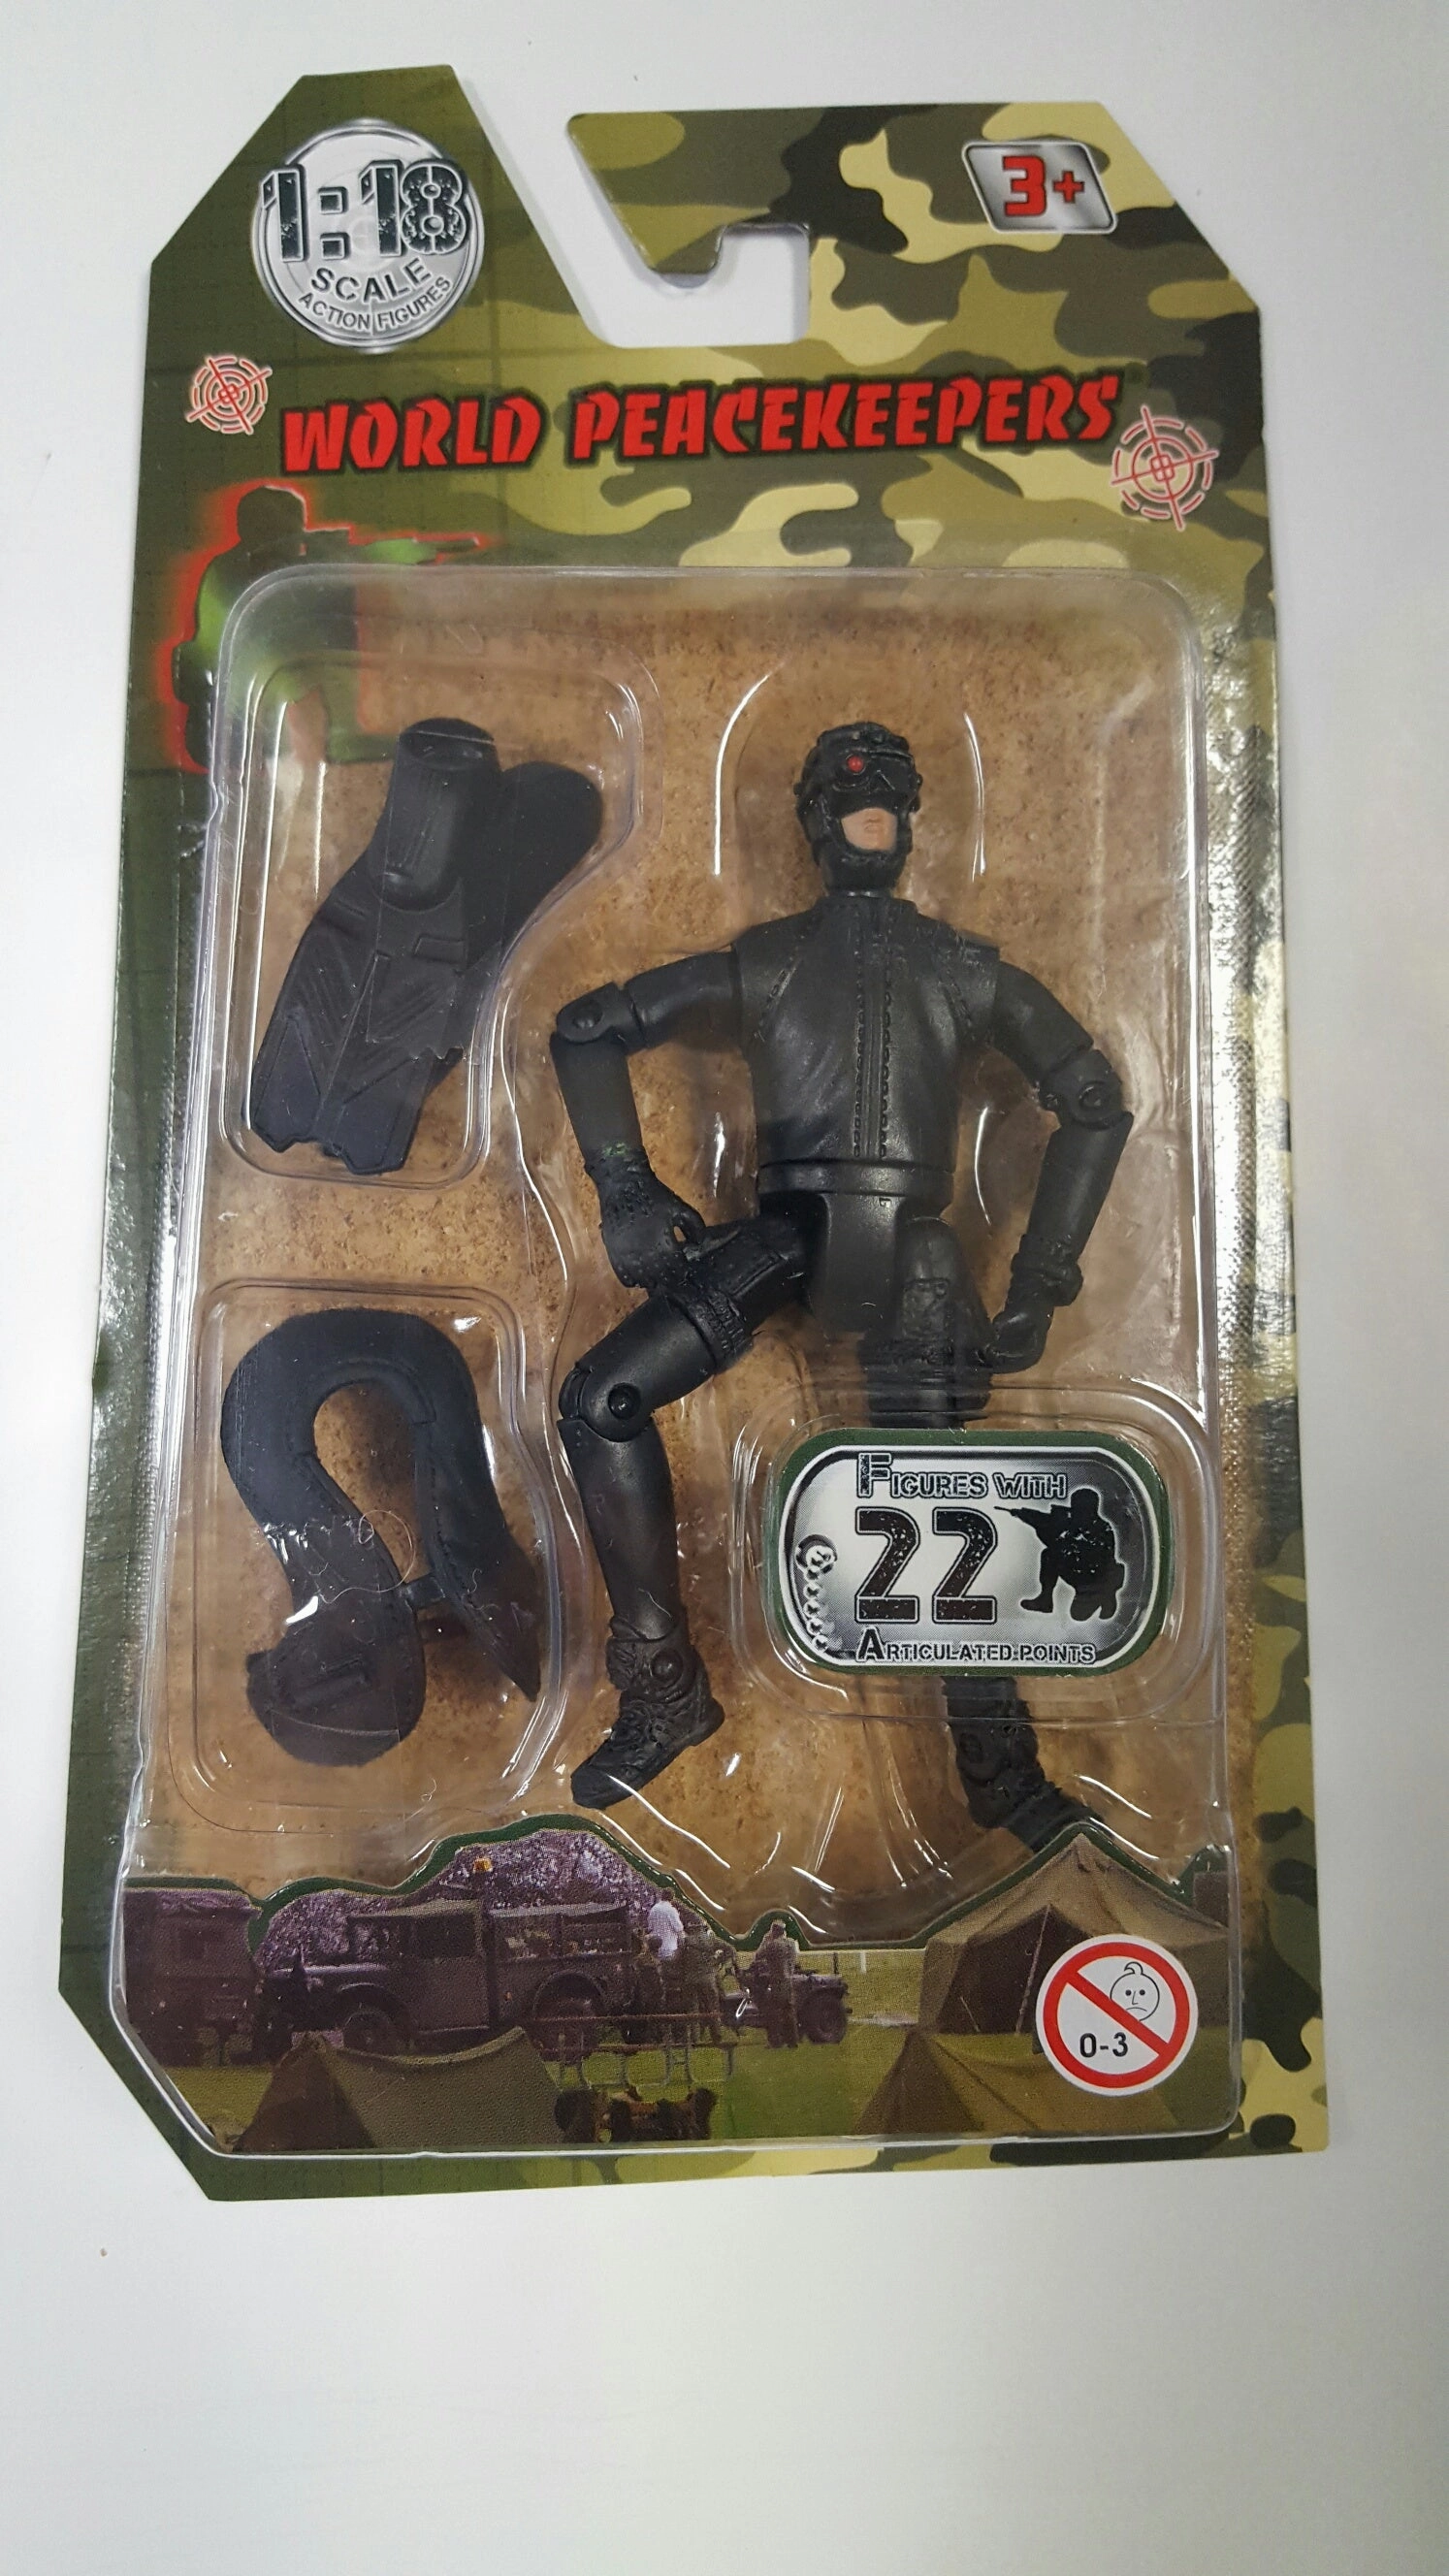 1:18
SCALE
ACTION FIGURES
3+
WORLD PEACEKEEPERS
FIGURES WITH
22
ARTICULATED POINTS
0-3